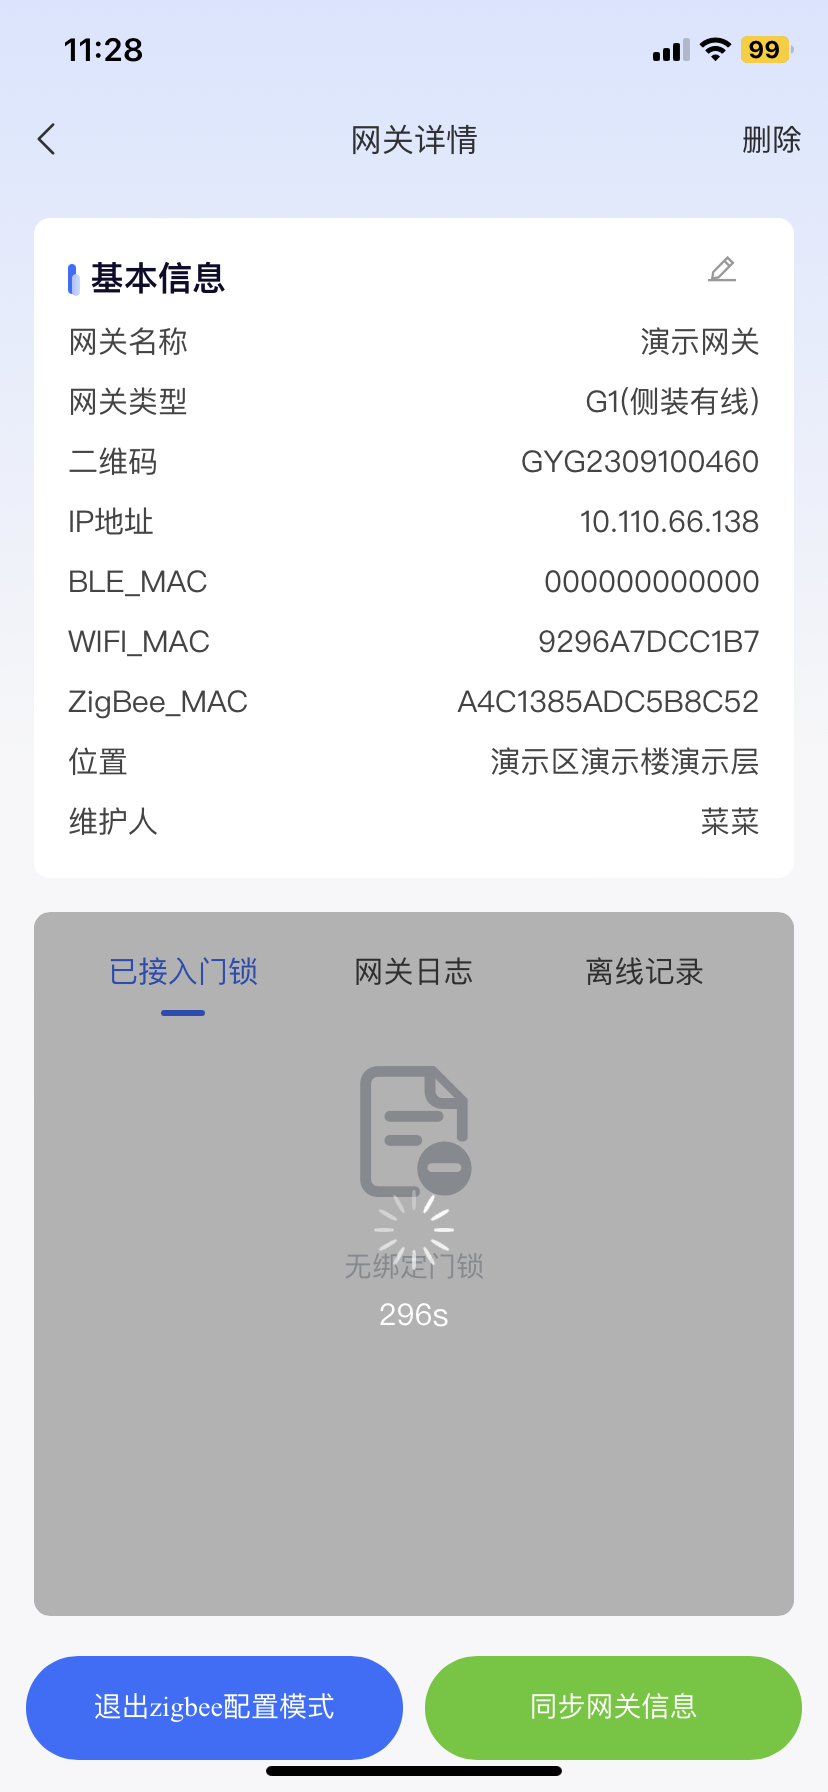 11:28
99
网关详情
删除
基本信息
网关名称 演示网关
网关类型 G1(侧装有线)
二维码 GYG2309100460
IP地址 10.110.66.138
BLE_MAC 000000000000
WIFI_MAC 9296A7DCC1B7
ZigBee_MAC A4C1385ADC5B8C52
位置 演示区演示楼演示层
维护人 菜菜
已接入门锁 网关日志 离线记录
无绑定门锁
296s
退出zigbee配置模式 同步网关信息